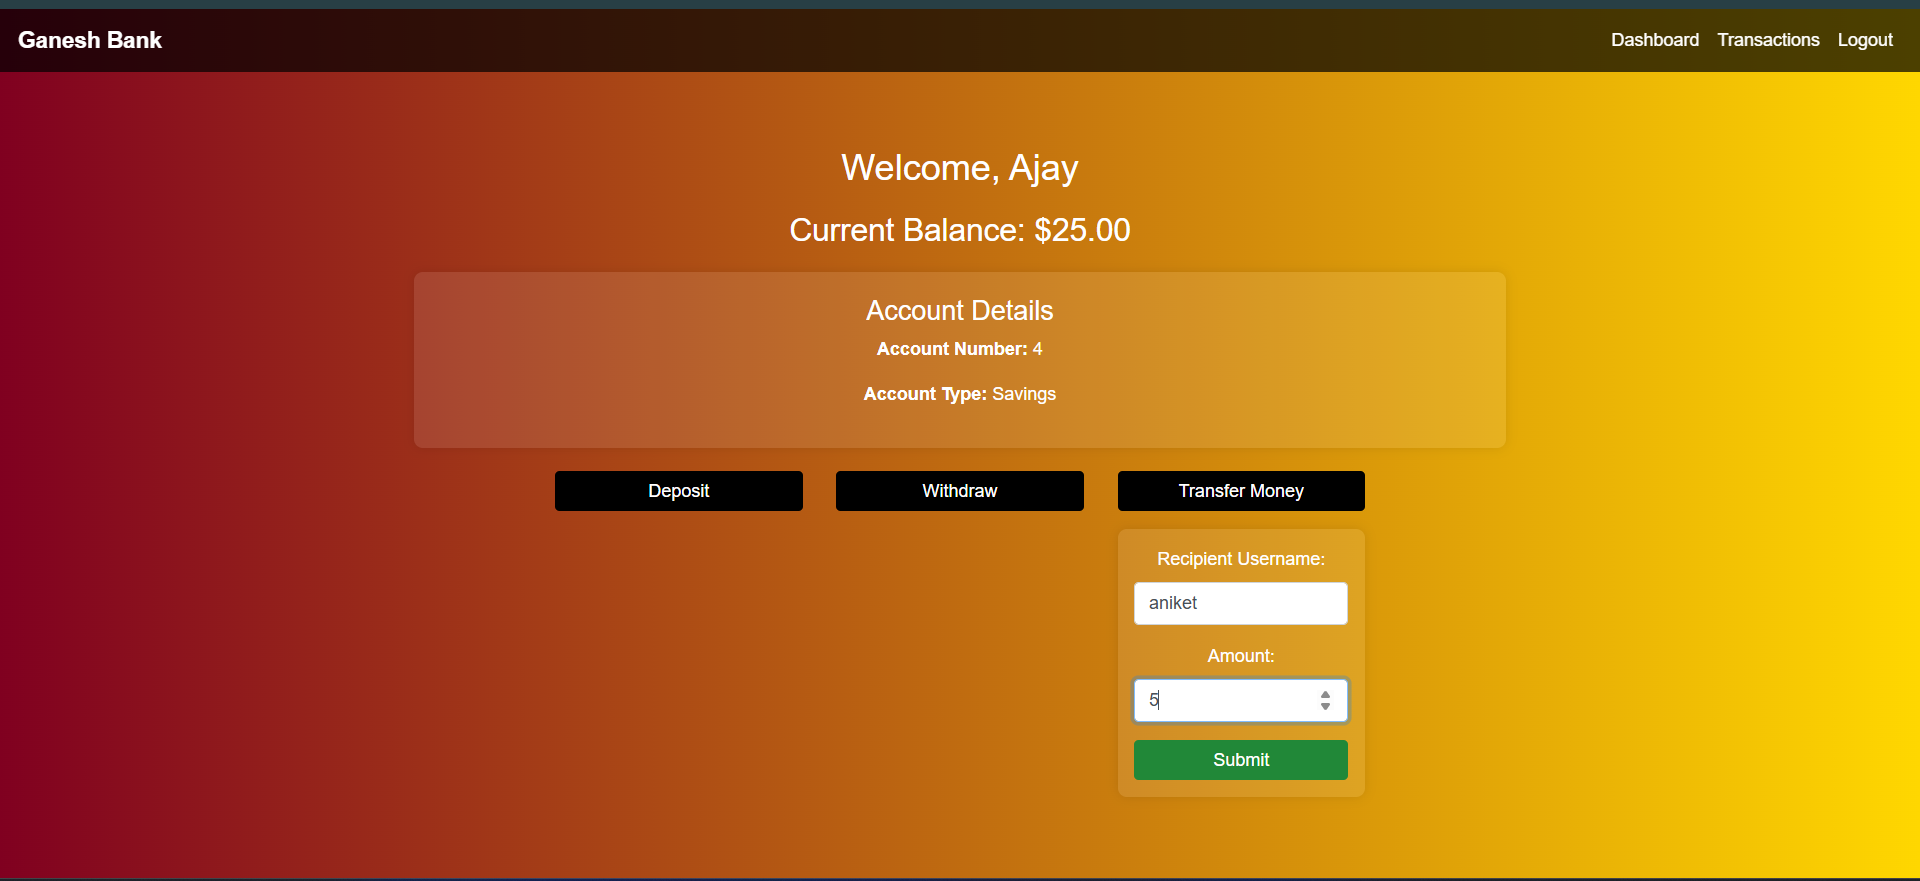 Ganesh Bank
Dashboard Transactions Logout
Welcome, Ajay
Current Balance: $25.00
Account Details
Account Number: 4
Account Type: Savings
Deposit Withdraw Transfer Money
Recipient Username:
aniket
Amount:
5
Submit